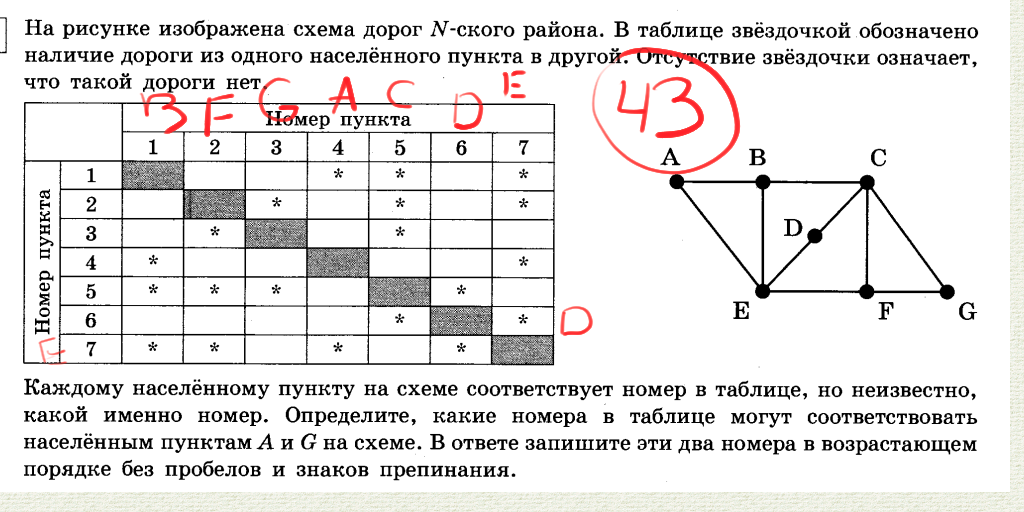 На рисунке изображена схема дорог N-ского района. В таблице звёздочкой обозначено
наличие дороги из одного населённого пункта в другой. Отсутствие звёздочки означает,
что такой дороги нет.
B F G A C D E
43
Номер пункта
1 2 3 4 5 6 7
Номер пункта
1 * * *
2 * * *
3 * *
4 * *
5 * * * *
6 * * D
E 7 * * * *
A B C
D
E F G
Каждому населённому пункту на схеме соответствует номер в таблице, но неизвестно,
какой именно номер. Определите, какие номера в таблице могут соответствовать
населённым пунктам A и G на схеме. В ответе запишите эти два номера в возрастающем
порядке без пробелов и знаков препинания.